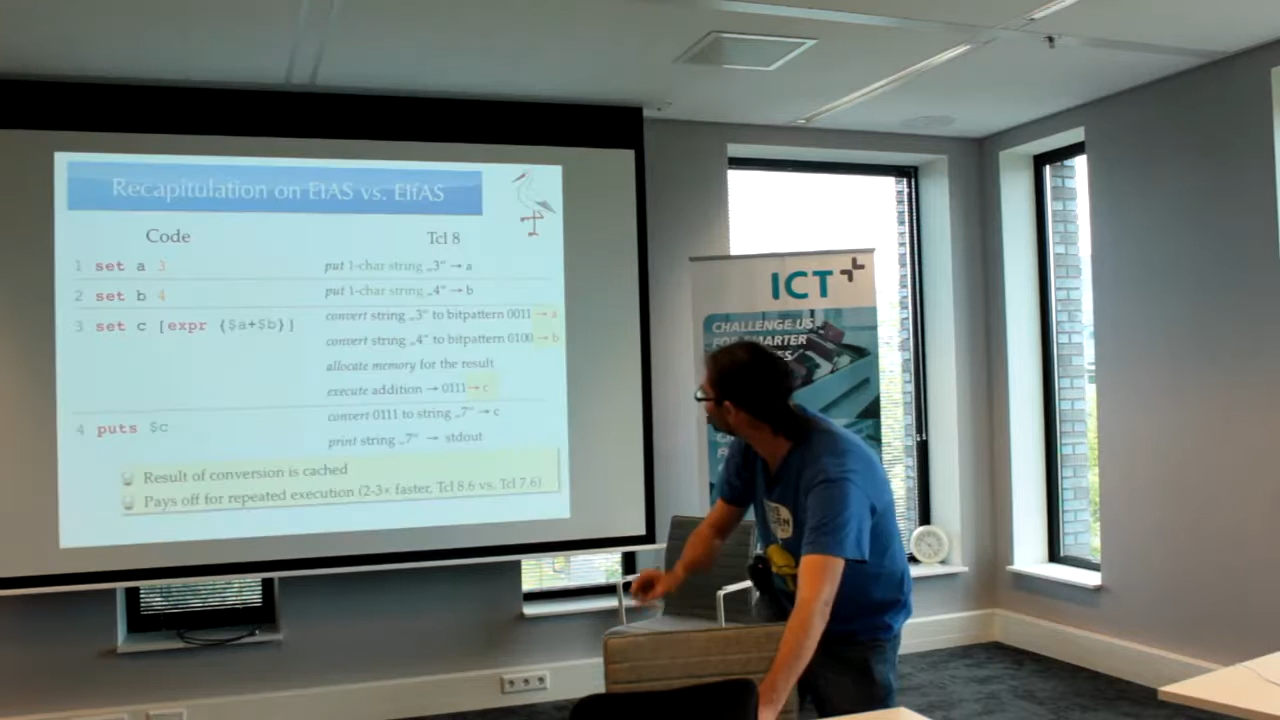 Recapitulation on EIAS vs. EIfAS
Code Tcl 8
1 set a 3 put 1-char string „3“ → a
2 set b 4 put 1-char string „4“ → b
3 set c [expr {$a+$b}] convert string „3“ to bitpattern 0011 → a
convert string „4“ to bitpattern 0100 → b
allocate memory for the result
execute addition → 0111 → c
convert 0111 to string „7“ → c
4 puts $c print string „7“ → stdout
Result of conversion is cached
Pays off for repeated execution (2-3× faster, Tcl 8.6 vs. Tcl 7.6)
ICT
CHALLENGE US